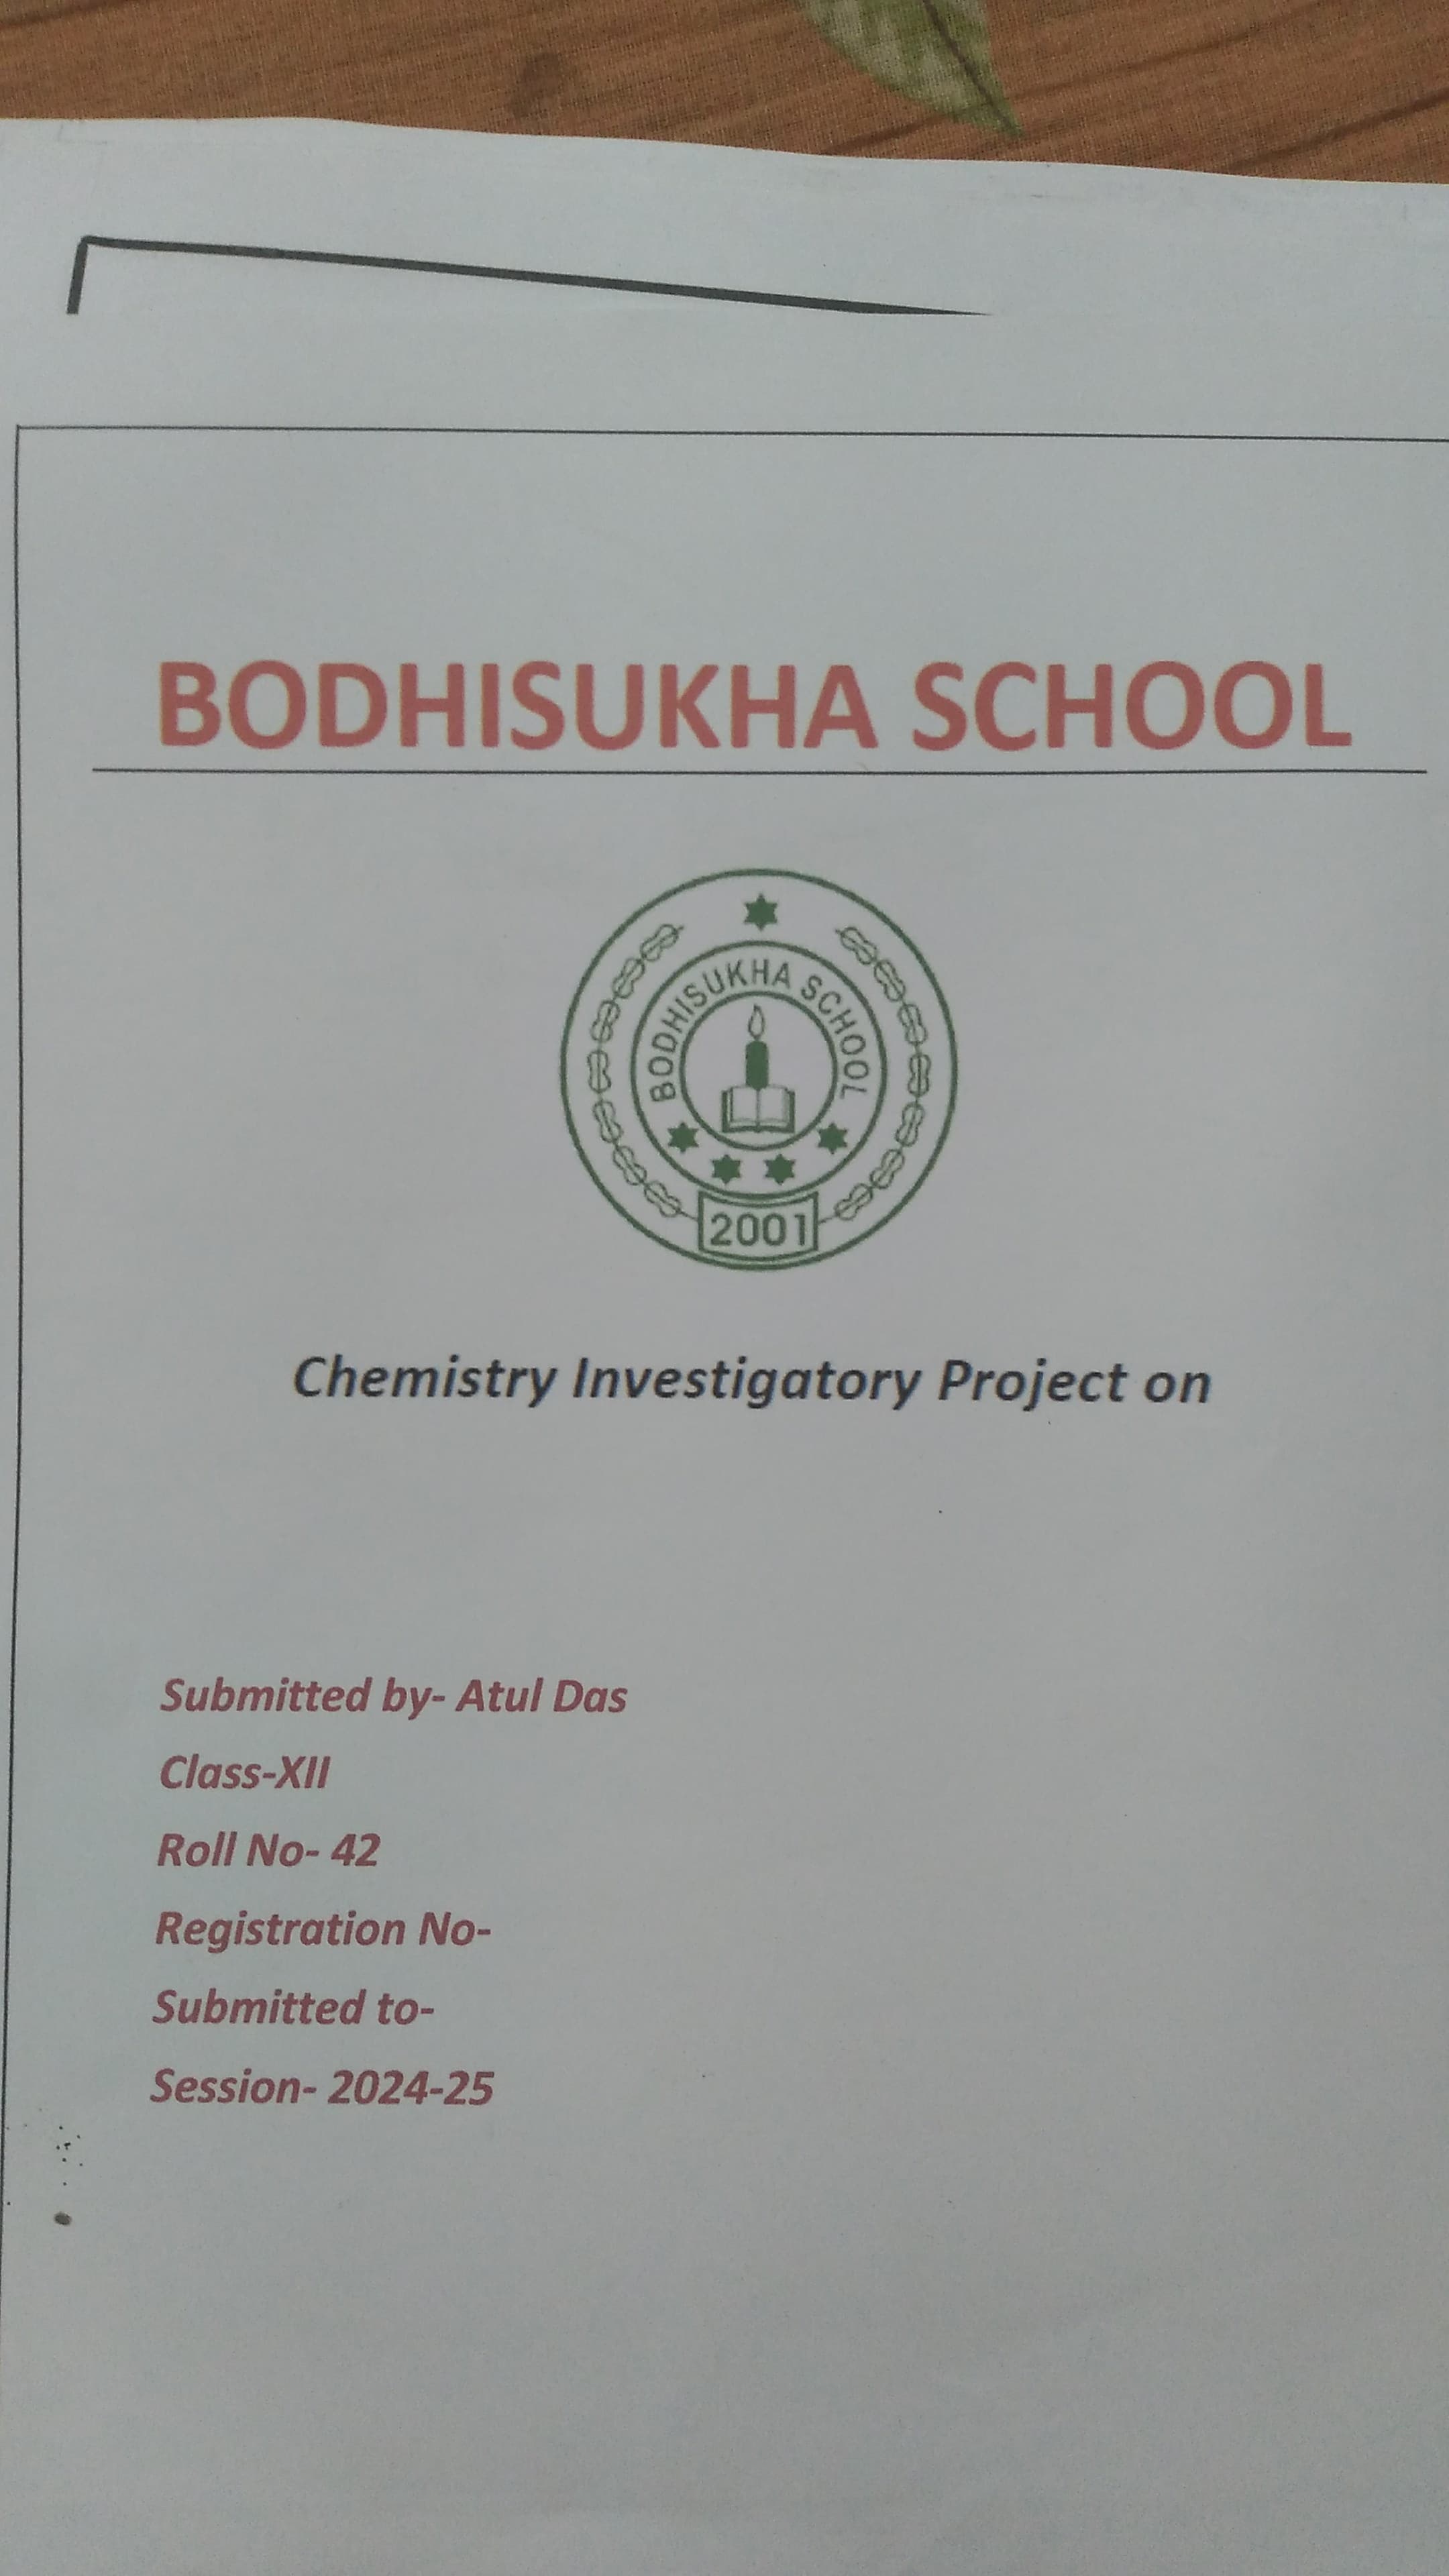 BODHISUKHA SCHOOL
BODHISUKHA SCHOOL
2001
Chemistry Investigatory Project on
Submitted by- Atul Das
Class-XII
Roll No- 42
Registration No-
Submitted to-
Session- 2024-25